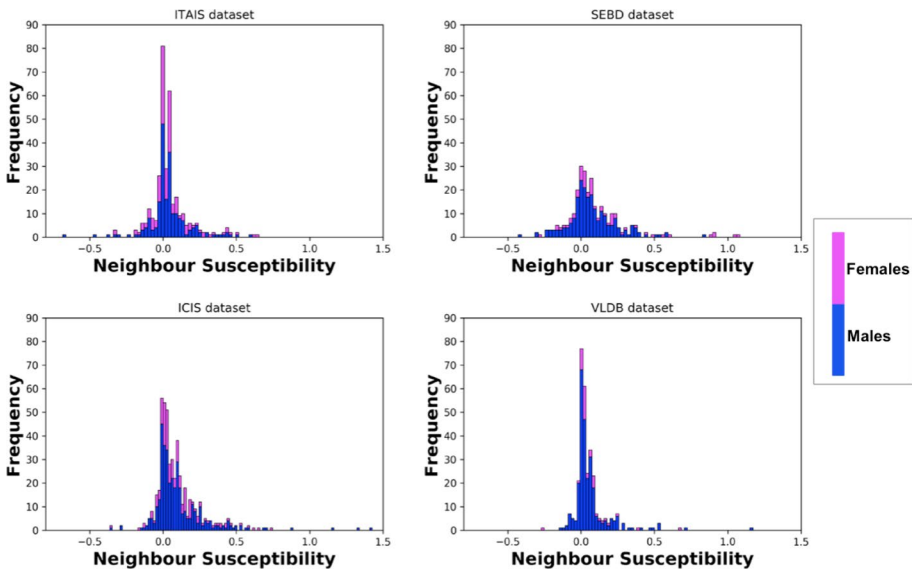 ITAIS dataset
90
80
70
60
50
40
30
20
10
0
Frequency
−0.5 0.0 0.5 1.0 1.5
Neighbour Susceptibility
SEBD dataset
90
80
70
60
50
40
30
20
10
0
Frequency
−0.5 0.0 0.5 1.0 1.5
Neighbour Susceptibility
ICIS dataset
90
80
70
60
50
40
30
20
10
0
Frequency
−0.5 0.0 0.5 1.0 1.5
Neighbour Susceptibility
VLDB dataset
90
80
70
60
50
40
30
20
10
0
Frequency
−0.5 0.0 0.5 1.0 1.5
Neighbour Susceptibility
Females
Males